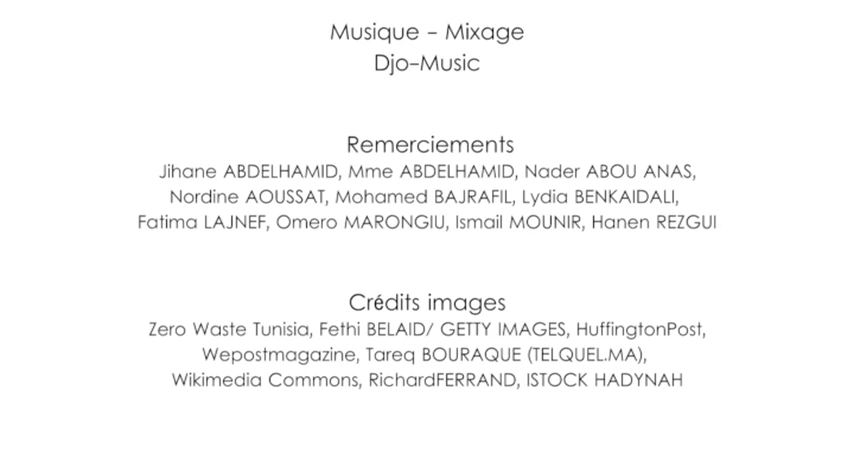 Musique - Mixage
Djo-Music
Remerciements
Jihane ABDELHAMID, Mme ABDELHAMID, Nader ABOU ANAS,
Nordine AOUSSAT, Mohamed BAJRAFIL, Lydia BENKAIDALI,
Fatima LAJNEF, Omero MARONGIU, Ismail MOUNIR, Hanen REZGUI
Crédits images
Zero Waste Tunisia, Fethi BELAID/ GETTY IMAGES, HuffingtonPost,
Wepostmagazine, Tareq BOURAQUE (TELQUEL.MA),
Wikimedia Commons, RichardFERRAND, ISTOCK HADYNAH